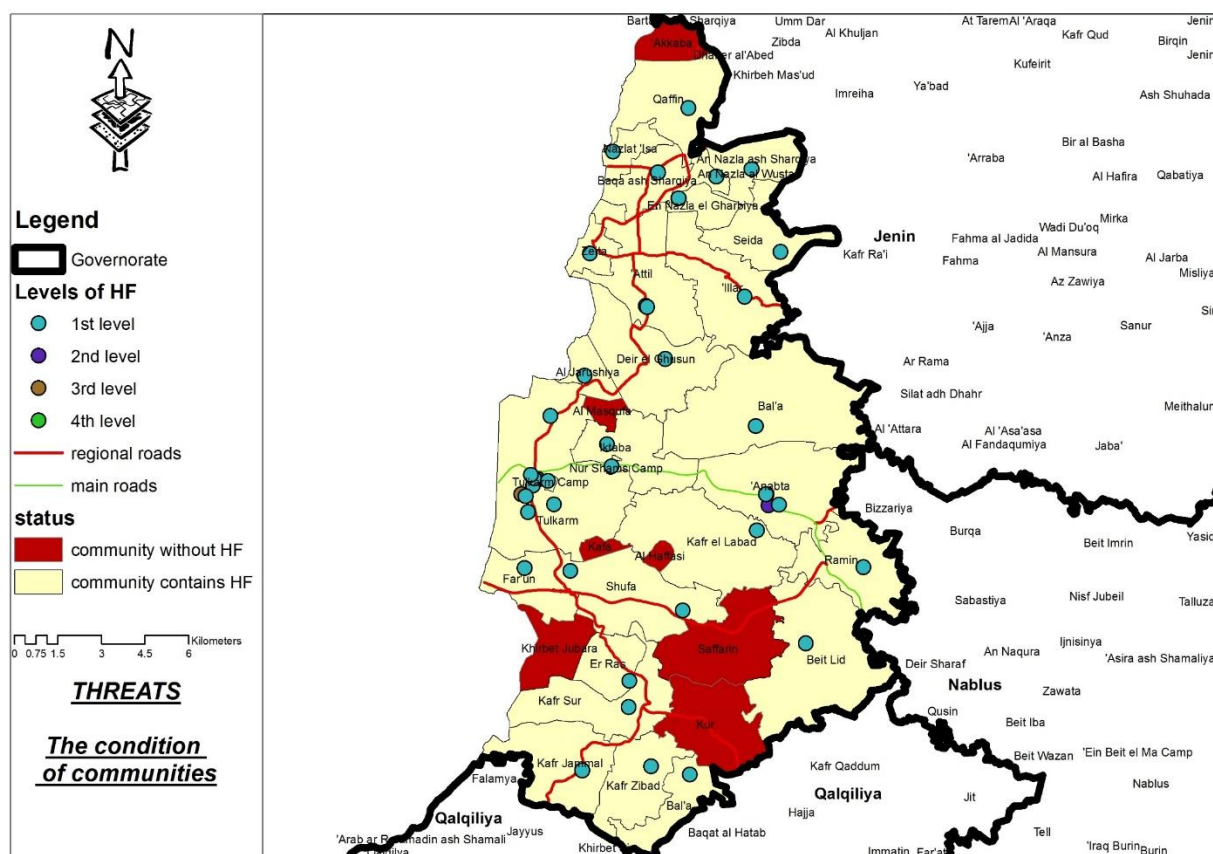 N
Legend
Governorate
Levels of HF
1st level
2nd level
3rd level
4th level
regional roads
main roads
status
community without HF
community contains HF
Kilometers
0 0.75 1.5 3 4.5 6
THREATS
The condition
of communities
Sharqiya
Umm Dar
At Tarem
Al 'Araqa
Jenin
'Akkaba
Zibda
Al Khuljan
Kafr Qud
Birqin
Dhaher al'Abed
Jenin
Khirbeh Mas'ud
Kufeirit
Qaffin
Imreiha
Ya'bad
Ash Shuhada
Nazlat 'Isa
An Nazla ash Sharqiya
'Arraba
Bir al Basha
Baqa ash Sharqiya
An Nazla al Wusta
Al Hafira
Qabatiya
En Nazla el Gharbiya
Mirka
Wadi Du'oq
Zeita
Seida
Jenin
Kafr Ra'i
Fahma al Jadida
Fahma
Al Mansura
Al Jarba
Misliya
'Attil
'Illar
Az Zawiya
'Ajja
'Anza
Sanur
Deir el Ghusun
Ar Rama
Al Jarushiya
Silat adh Dhahr
Meithalun
Al Masqufa
Bal'a
Al 'Attara
Al 'Asa'asa
Al Fandaqumiya
Jaba'
Iktaba
Nur Shams Camp
Tulkarm Camp
'Anabta
Tulkarm
Bizzariya
Burqa
Beit Imrin
Kafr el Labad
Kafa
Al Haffasi
Ramin
Far'un
Shufa
Sabastiya
Nisf Jubeil
Talluza
Khirbet Jubara
Saffarin
Beit Lid
Er Ras
Deir Sharaf
An Naqura
Ijnisinya
'Asira ash Shamaliya
Nablus
Zawata
Kafr Sur
Kur
Qusin
Beit Iba
Beit Wazan
'Ein Beit el Ma Camp
Kafr Jammal
Kafr Zibad
Kafr Qaddum
Falamya
Nablus
Bal'a
Qalqiliya
Jit
Hajja
Qalqiliya
Jayyus
Baqat al Hatab
Tell
Khirbet
Immatin
'Iraq Burin
Burin